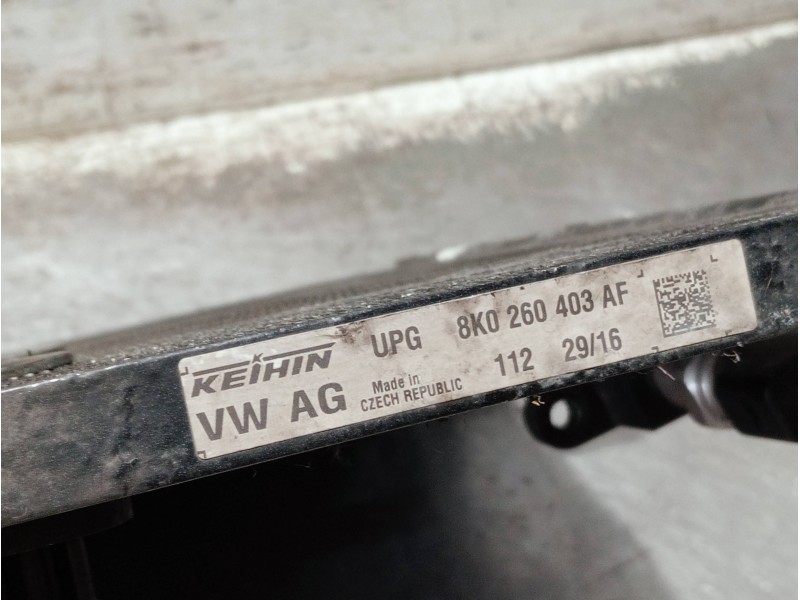 KEIHIN UPG 8K0 260 403 AF
VW AG Made in 112 29/16
CZECH REPUBLIC